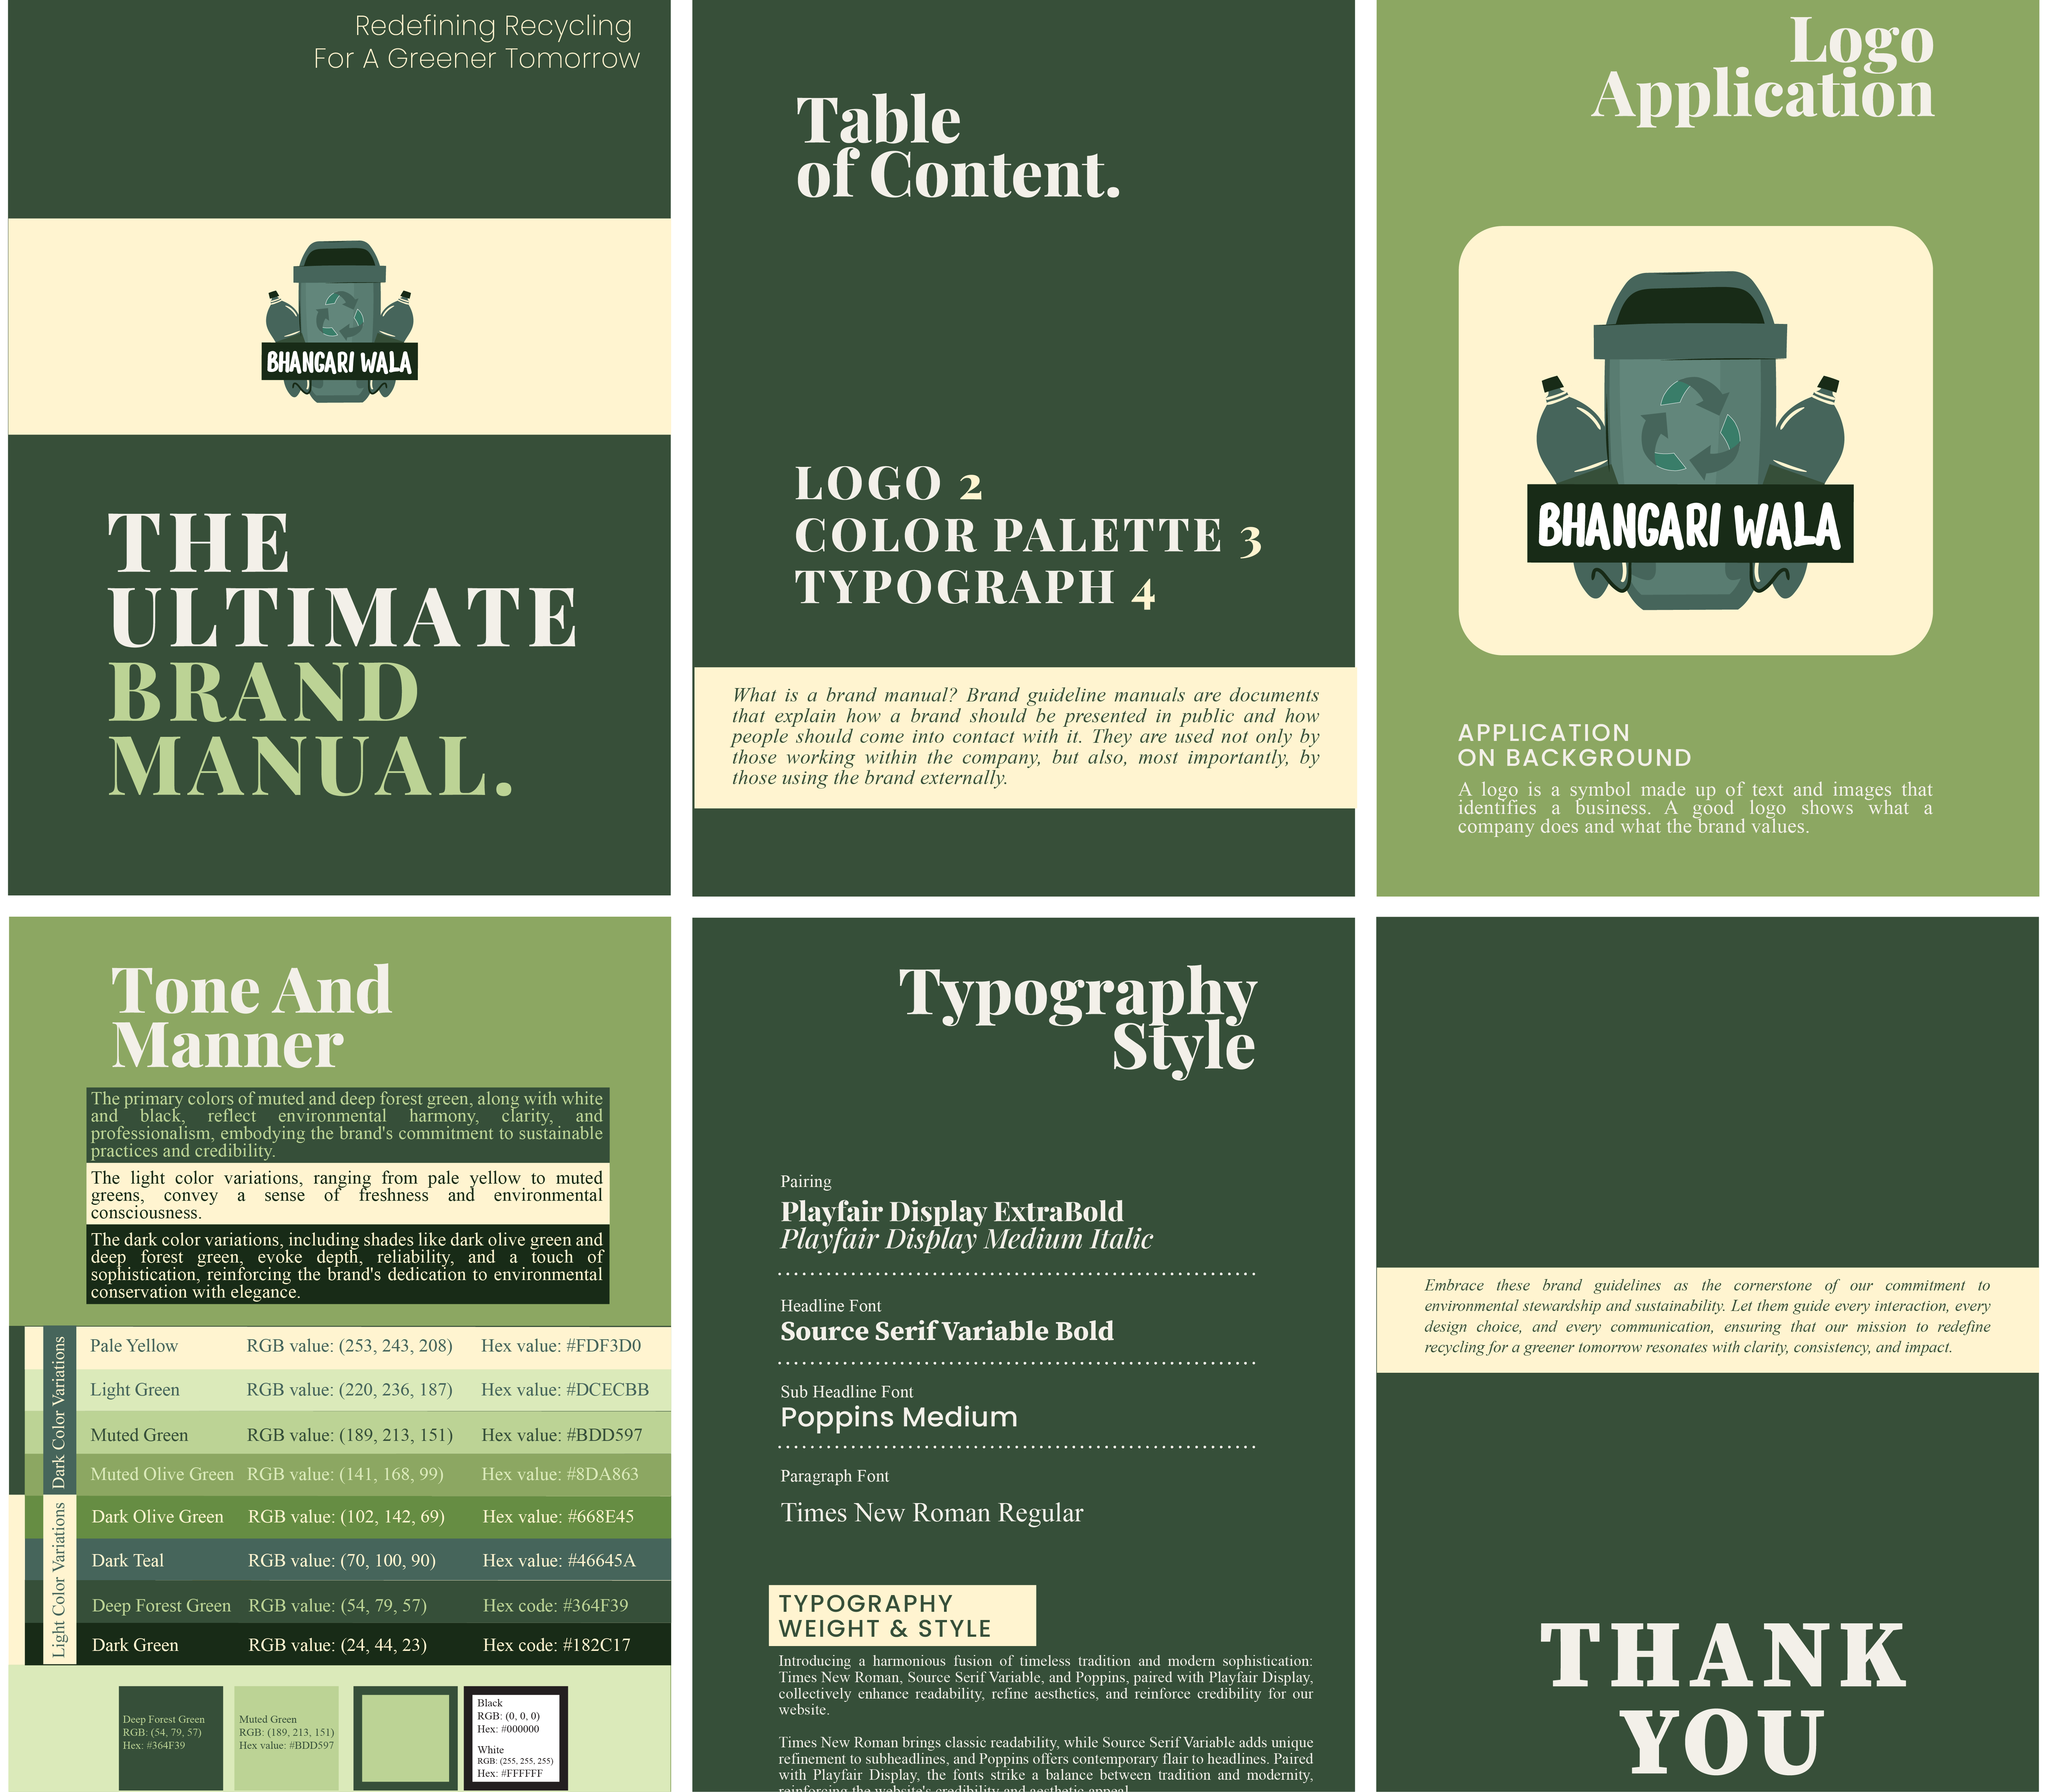 Redefining Recycling
For A Greener Tomorrow
BHANGARI WALA
THE
ULTIMATE
BRAND
MANUAL.
Table
of Content.
LOGO 2
COLOR PALETTE 3
TYPOGRAPH 4
What is a brand manual? Brand guideline manuals are documents
that explain how a brand should be presented in public and how
people should come into contact with it. They are used not only by
those working within the company, but also, most importantly, by
those using the brand externally.
Logo
Application
BHANGARI WALA
APPLICATION
ON BACKGROUND
A logo is a symbol made up of text and images that
identifies a business. A good logo shows what a
company does and what the brand values.
Tone And
Manner
The primary colors of muted and deep forest green, along with white
and black, reflect environmental harmony, clarity, and
professionalism, embodying the brand's commitment to sustainable
practices and credibility.
The light color variations, ranging from pale yellow to muted
greens, convey a sense of freshness and environmental
consciousness.
The dark color variations, including shades like dark olive green and
deep forest green, evoke depth, reliability, and a touch of
sophistication, reinforcing the brand's dedication to environmental
conservation with elegance.
Dark Color Variations
Pale Yellow RGB value: (253, 243, 208) Hex value: #FDF3D0
Light Green RGB value: (220, 236, 187) Hex value: #DCECBB
Muted Green RGB value: (189, 213, 151) Hex value: #BDD597
Muted Olive Green RGB value: (141, 168, 99) Hex value: #8DA863
Light Color Variations
Dark Olive Green RGB value: (102, 142, 69) Hex value: #668E45
Dark Teal RGB value: (70, 100, 90) Hex value: #46645A
Deep Forest Green RGB value: (54, 79, 57) Hex code: #364F39
Dark Green RGB value: (24, 44, 23) Hex code: #182C17
Deep Forest Green
RGB: (54, 79, 57)
Hex: #364F39
Muted Green
RGB: (189, 213, 151)
Hex value: #BDD597
Black
RGB: (0, 0, 0)
Hex: #000000
White
RGB: (255, 255, 255)
Hex: #FFFFFF
Typography
Style
Pairing
Playfair Display ExtraBold
Playfair Display Medium Italic
Headline Font
Source Serif Variable Bold
Sub Headline Font
Poppins Medium
Paragraph Font
Times New Roman Regular
TYPOGRAPHY
WEIGHT & STYLE
Introducing a harmonious fusion of timeless tradition and modern sophistication:
Times New Roman, Source Serif Variable, and Poppins, paired with Playfair Display,
collectively enhance readability, refine aesthetics, and reinforce credibility for our
website.
Times New Roman brings classic readability, while Source Serif Variable adds unique
refinement to subheadlines, and Poppins offers contemporary flair to headlines. Paired
with Playfair Display, the fonts strike a balance between tradition and modernity,
reinforcing the website's credibility and aesthetic appeal.
Embrace these brand guidelines as the cornerstone of our commitment to
environmental stewardship and sustainability. Let them guide every interaction, every
design choice, and every communication, ensuring that our mission to redefine
recycling for a greener tomorrow resonates with clarity, consistency, and impact.
THANK
YOU